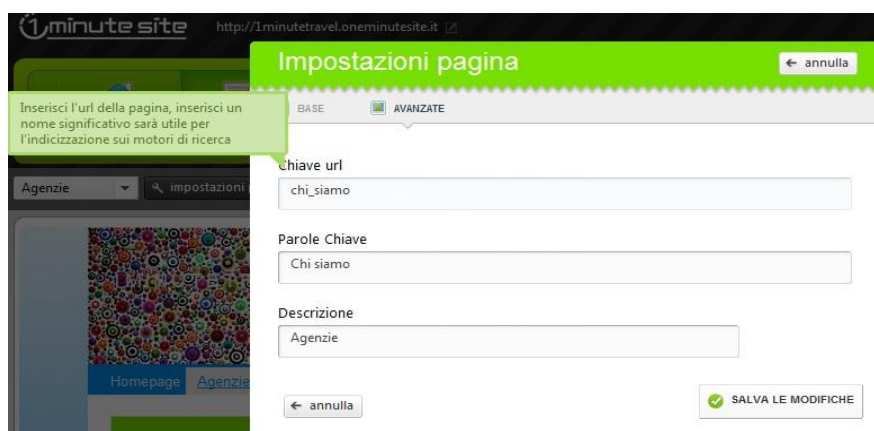 1minute site
http://1minutetravel.oneminutesite.it
Impostazioni pagina
← annulla
Inserisci l'url della pagina, inserisci un
nome significativo sarà utile per
l'indicizzazione sui motori di ricerca
BASE
AVANZATE
Agenzie
impostazioni
Chiave url
chi_siamo
Parole Chiave
Chi siamo
Descrizione
Agenzie
Homepage
Agenzie
← annulla
SALVA LE MODIFICHE